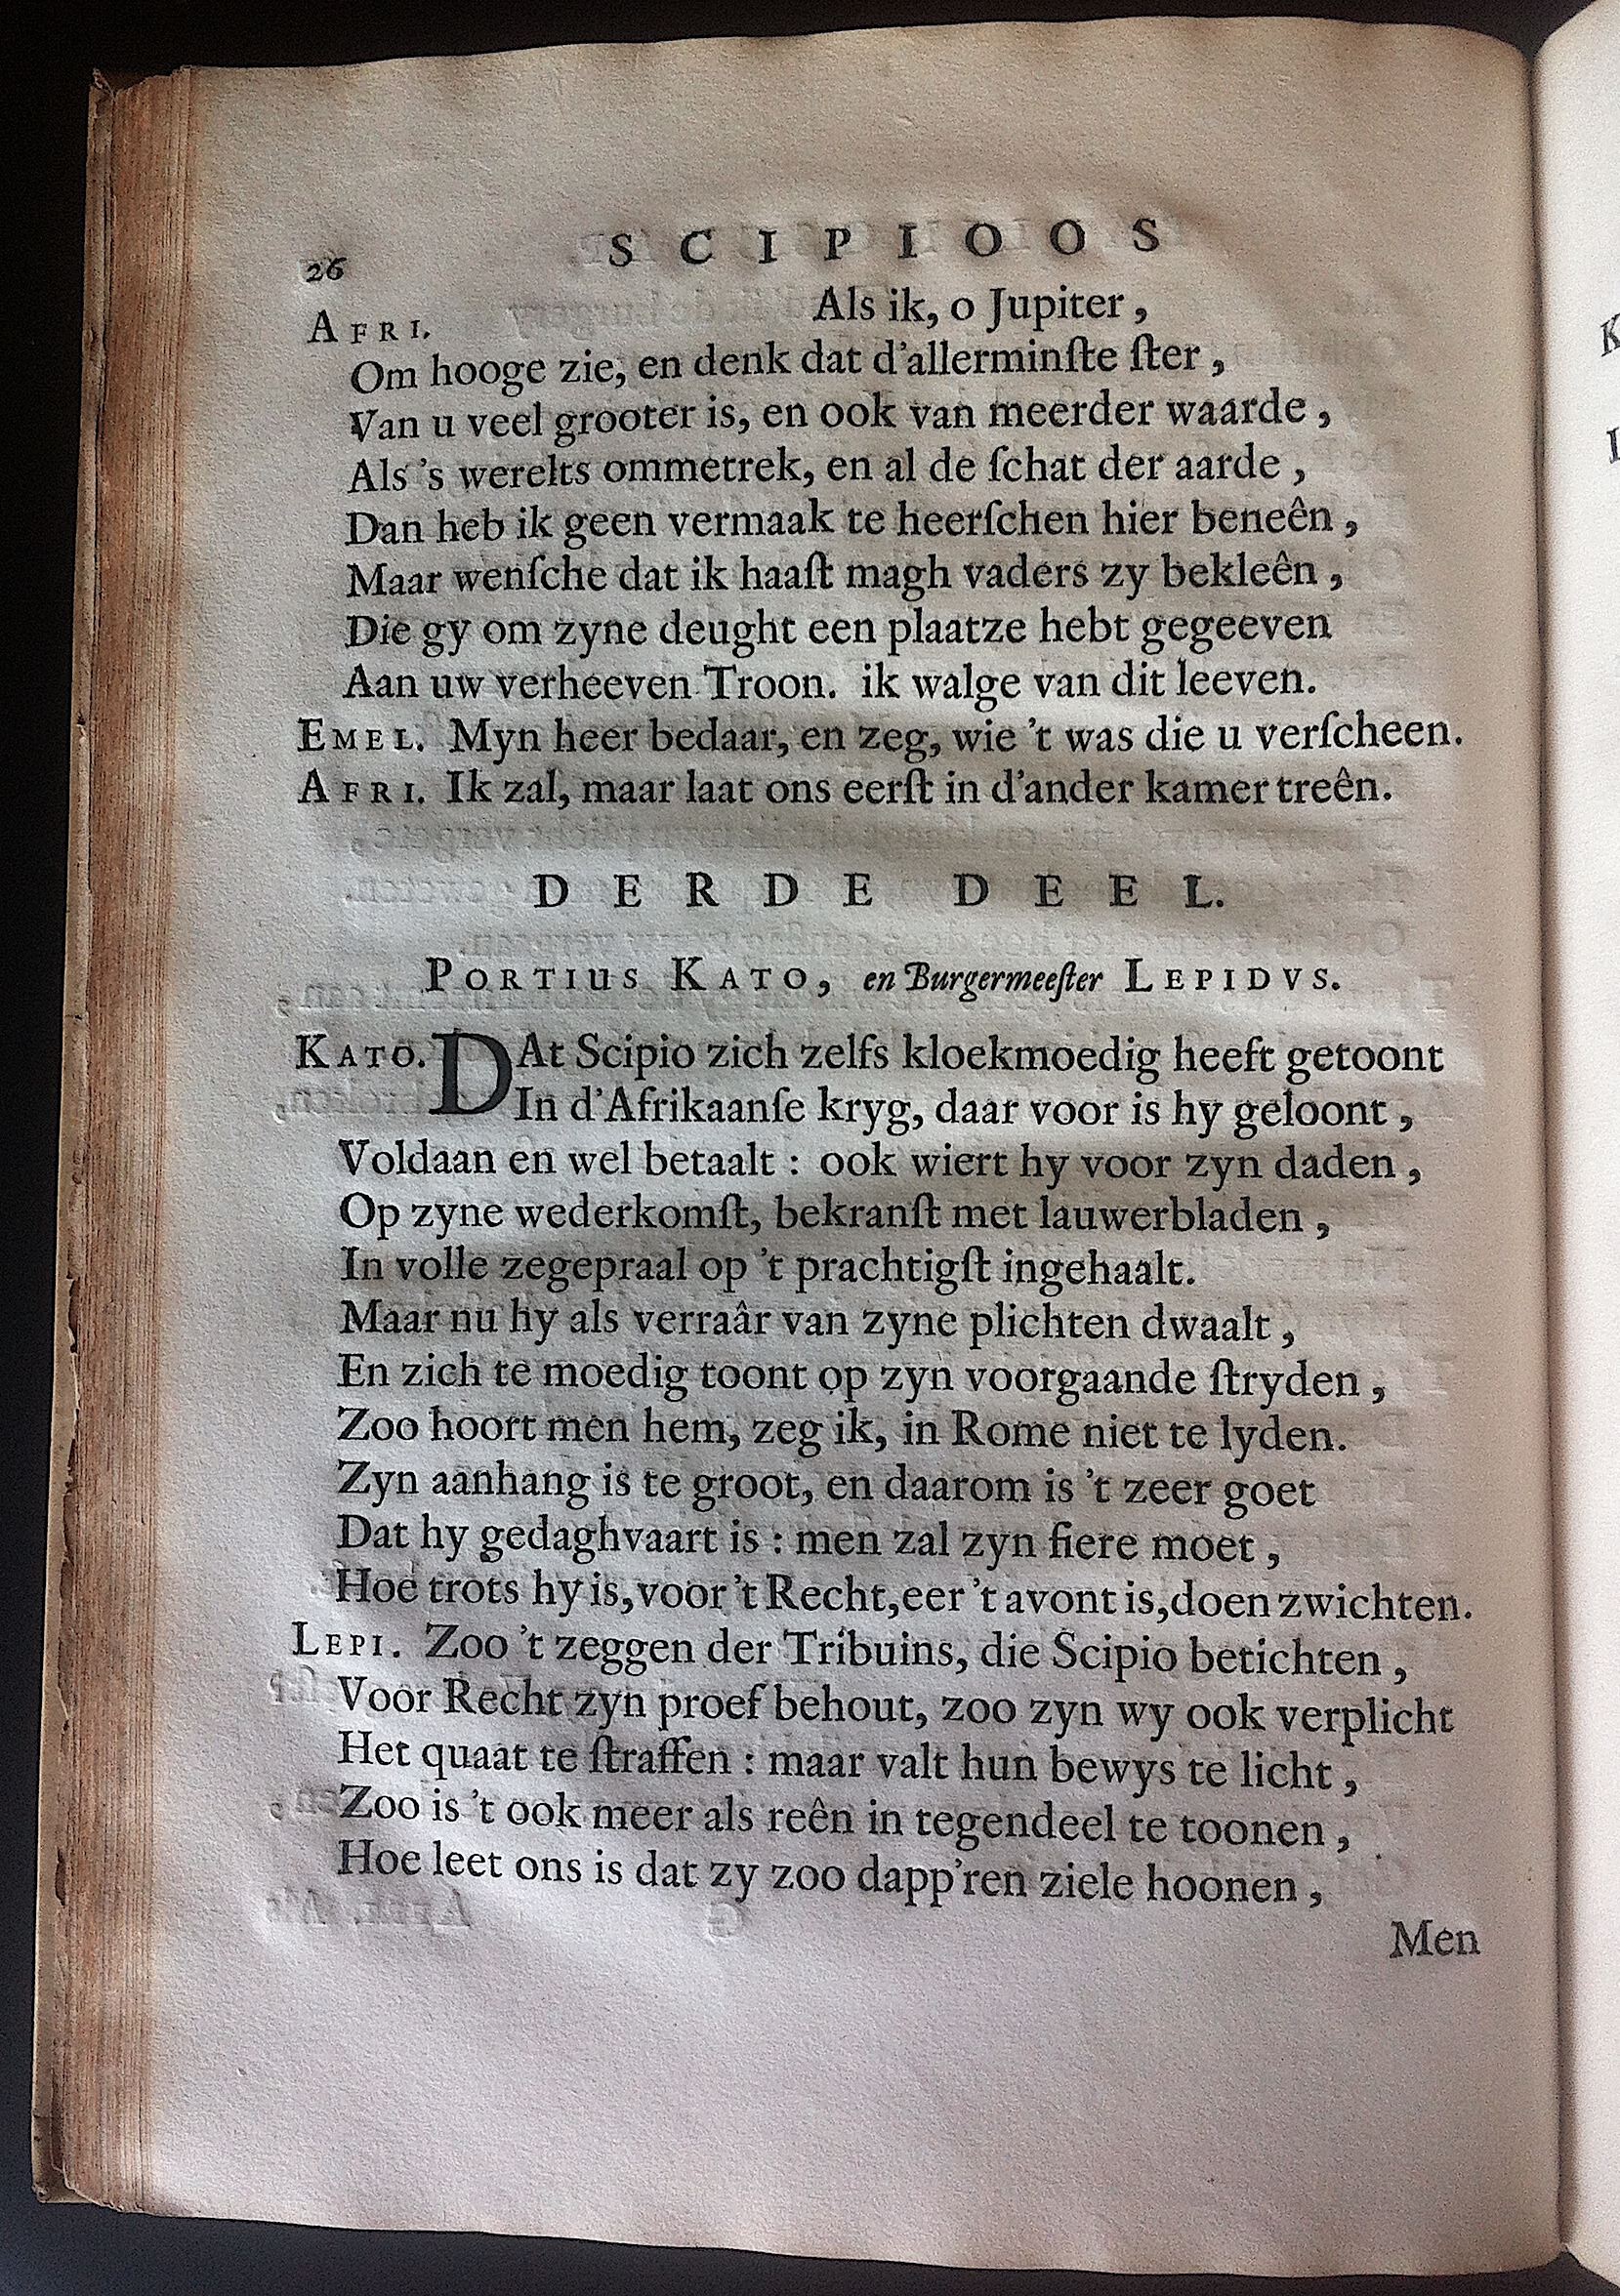 26 SCIPIOOS
AFRI. Als ik, o Jupiter,
Om hooge zie, en denk dat d'allerminſte ſter,
Van u veel grooter is, en ook van meerder waarde,
Als 's werelts ommetrek, en al de ſchat der aarde,
Dan heb ik geen vermaak te heerſchen hier beneên,
Maar wenſche dat ik haaſt magh vaders zy bekleên,
Die gy om zyne deught een plaatze hebt gegeeven
Aan uw verheeven Troon. ik walge van dit leeven.
EMEL. Myn heer bedaar, en zeg, wie 't was die u verſcheen.
AFRI. Ik zal, maar laat ons eerſt in d'ander kamer treên.
DERDE DEEL.
PORTIUS KATO, en Burgermeeſter LEPIDVS.
KATO. DAt Scipio zich zelfs kloekmoedig heeft getoont
In d'Afrikaanſe kryg, daar voor is hy geloont,
Voldaan en wel betaalt: ook wiert hy voor zyn daden,
Op zyne wederkomſt, bekranſt met lauwerbladen,
In volle zegepraal op 't prachtigſt ingehaalt.
Maar nu hy als verraâr van zyne plichten dwaalt,
En zich te moedig toont op zyn voorgaande ſtryden,
Zoo hoort men hem, zeg ik, in Rome niet te lyden.
Zyn aanhang is te groot, en daarom is 't zeer goet
Dat hy gedaghvaart is: men zal zyn fiere moet,
Hoe trots hy is, voor 't Recht, eer 't avont is, doen zwichten.
LEPI. Zoo 't zeggen der Tribuins, die Scipio betichten,
Voor Recht zyn proef behout, zoo zyn wy ook verplicht
Het quaat te ſtraffen: maar valt hun bewys te licht,
Zoo is 't ook meer als reên in tegendeel te toonen,
Hoe leet ons is dat zy zoo dapp'ren ziele hoonen,
Men